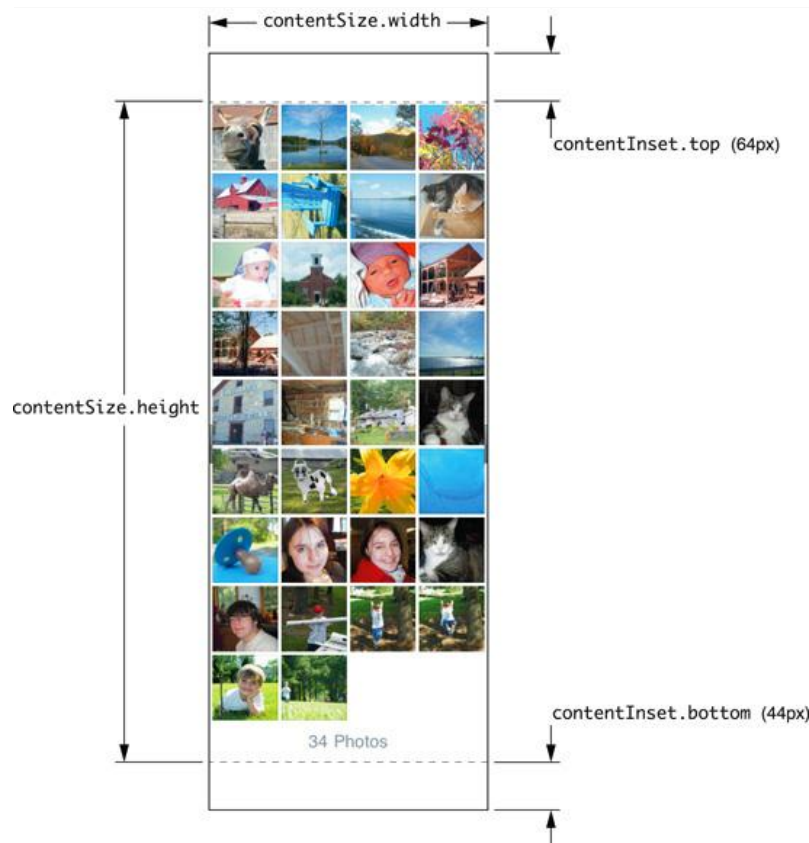 contentSize.width
contentInset.top (64px)
contentSize.height
contentInset.bottom (44px)
34 Photos